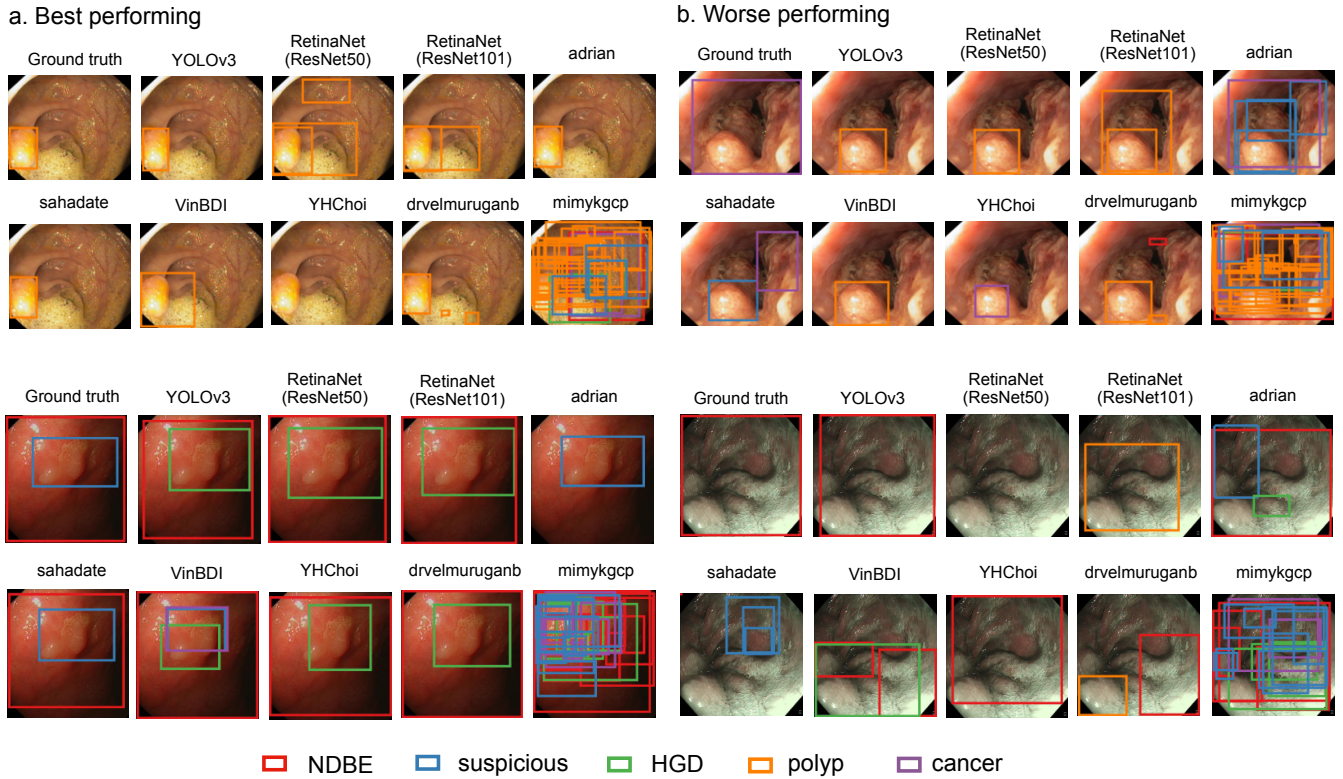 a. Best performing
Ground truth
YOLOv3
RetinaNet
(ResNet50)
RetinaNet
(ResNet101)
adrian
sahadate
VinBDI
YHChoi
drvelmuruganb
mimykgcp
Ground truth
YOLOv3
RetinaNet
(ResNet50)
RetinaNet
(ResNet101)
adrian
sahadate
VinBDI
YHChoi
drvelmuruganb
mimykgcp
b. Worse performing
Ground truth
YOLOv3
RetinaNet
(ResNet50)
RetinaNet
(ResNet101)
adrian
sahadate
VinBDI
YHChoi
drvelmuruganb
mimykgcp
Ground truth
YOLOv3
RetinaNet
(ResNet50)
RetinaNet
(ResNet101)
adrian
sahadate
VinBDI
YHChoi
drvelmuruganb
mimykgcp
NDBE
suspicious
HGD
polyp
cancer